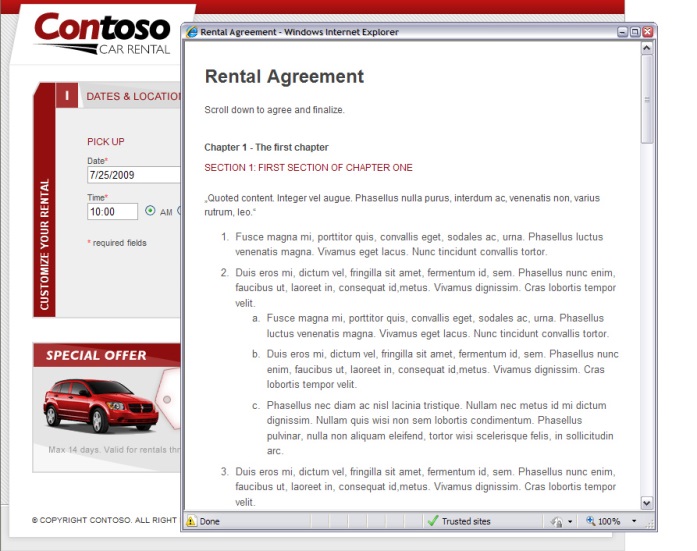 Contoso
CAR RENTAL
I DATES & LOCATIO
CUSTOMIZE YOUR RENTAL
PICK UP
Date*
7/25/2009
Time*
10:00 AM
* required fields
SPECIAL OFFER
Max 14 days. Valid for rentals thr
© COPYRIGHT CONTOSO. ALL RIGHT
Rental Agreement - Windows Internet Explorer
Rental Agreement
Scroll down to agree and finalize.
Chapter 1 - The first chapter
SECTION 1: FIRST SECTION OF CHAPTER ONE
„Quoted content. Integer vel augue. Phasellus nulla purus, interdum ac, venenatis non, varius
rutrum, leo.“
1. Fusce magna mi, porttitor quis, convallis eget, sodales ac, urna. Phasellus luctus
venenatis magna. Vivamus eget lacus. Nunc tincidunt convallis tortor.
2. Duis eros mi, dictum vel, fringilla sit amet, fermentum id, sem. Phasellus nunc enim,
faucibus ut, laoreet in, consequat id,metus. Vivamus dignissim. Cras lobortis tempor
velit.
a. Fusce magna mi, porttitor quis, convallis eget, sodales ac, urna. Phasellus
luctus venenatis magna. Vivamus eget lacus. Nunc tincidunt convallis tortor.
b. Duis eros mi, dictum vel, fringilla sit amet, fermentum id, sem. Phasellus nunc
enim, faucibus ut, laoreet in, consequat id,metus. Vivamus dignissim. Cras
lobortis tempor velit.
c. Phasellus nec diam ac nisl lacinia tristique. Nullam nec metus id mi dictum
dignissim. Nullam quis wisi non sem lobortis condimentum. Phasellus
pulvinar, nulla non aliquam eleifend, tortor wisi scelerisque felis, in sollicitudin
arc.
3. Duis eros mi, dictum vel, fringilla sit amet, fermentum id, sem. Phasellus nunc enim,
faucibus ut, laoreet in, consequat id,metus. Vivamus dignissim. Cras lobortis tempor
velit.
Done
Trusted sites
100%